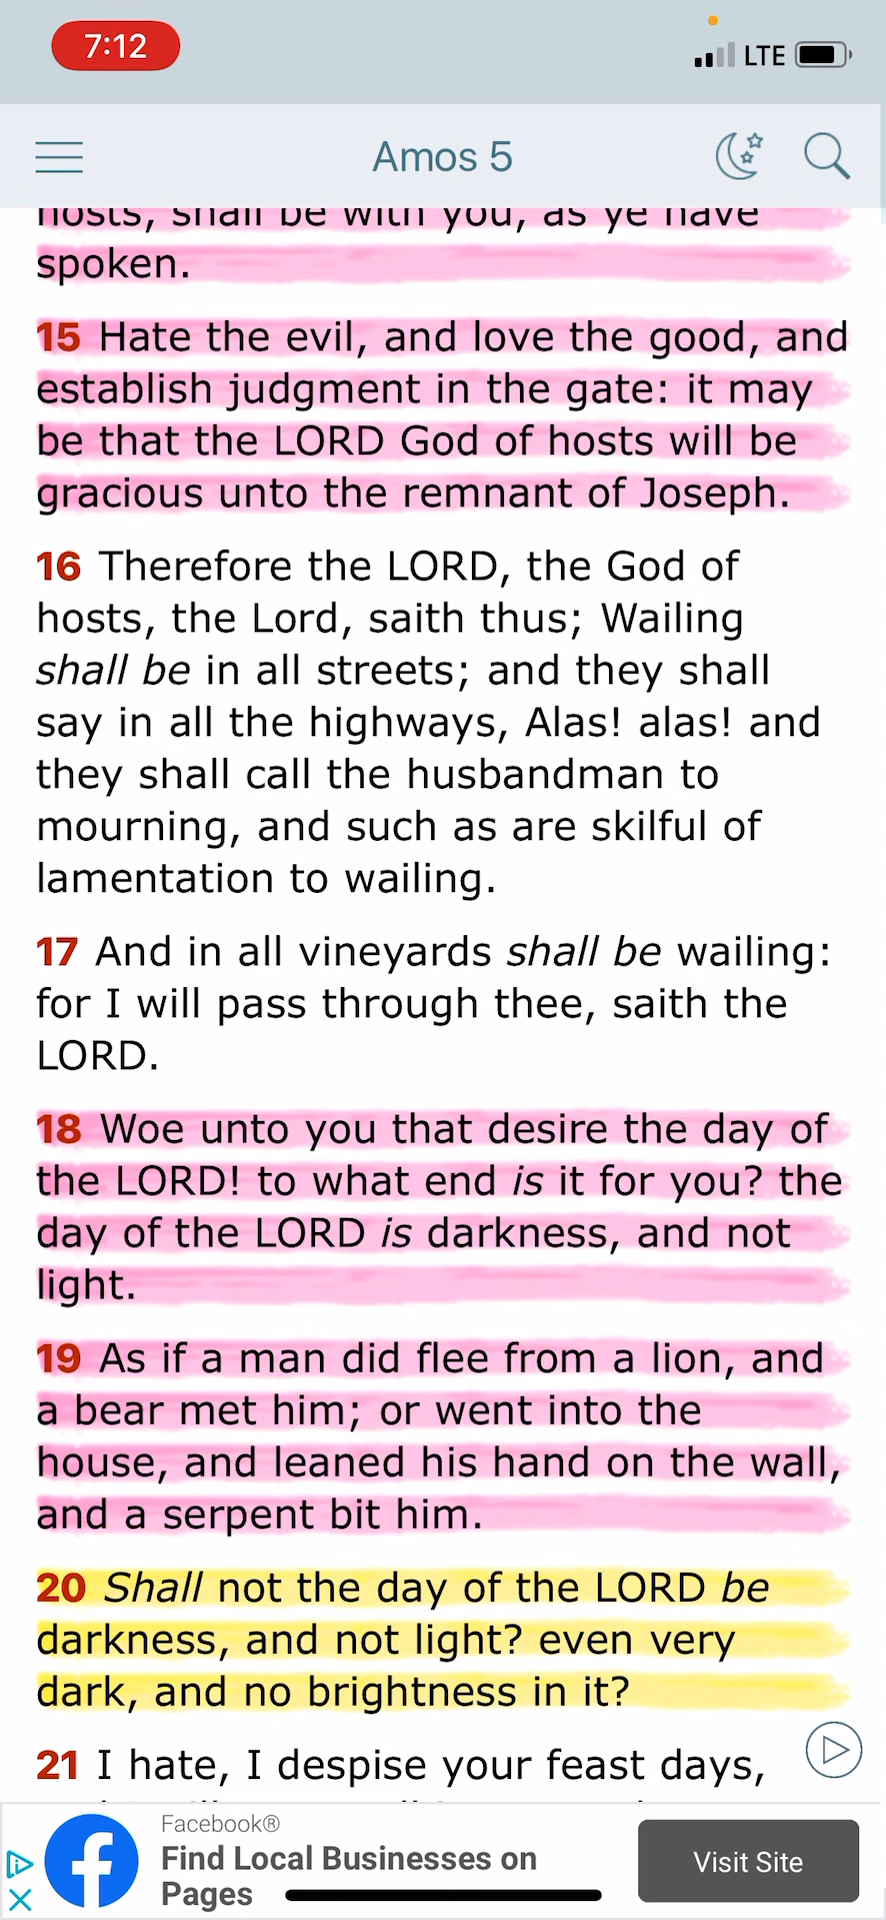 7:12
LTE
Amos 5
hosts, shall be with you, as ye have
spoken.
15 Hate the evil, and love the good, and
establish judgment in the gate: it may
be that the LORD God of hosts will be
gracious unto the remnant of Joseph.
16 Therefore the LORD, the God of
hosts, the Lord, saith thus; Wailing
shall be in all streets; and they shall
say in all the highways, Alas! alas! and
they shall call the husbandman to
mourning, and such as are skilful of
lamentation to wailing.
17 And in all vineyards shall be wailing:
for I will pass through thee, saith the
LORD.
18 Woe unto you that desire the day of
the LORD! to what end is it for you? the
day of the LORD is darkness, and not
light.
19 As if a man did flee from a lion, and
a bear met him; or went into the
house, and leaned his hand on the wall,
and a serpent bit him.
20 Shall not the day of the LORD be
darkness, and not light? even very
dark, and no brightness in it?
21 I hate, I despise your feast days,
Facebook®
Find Local Businesses on
Pages
Visit Site